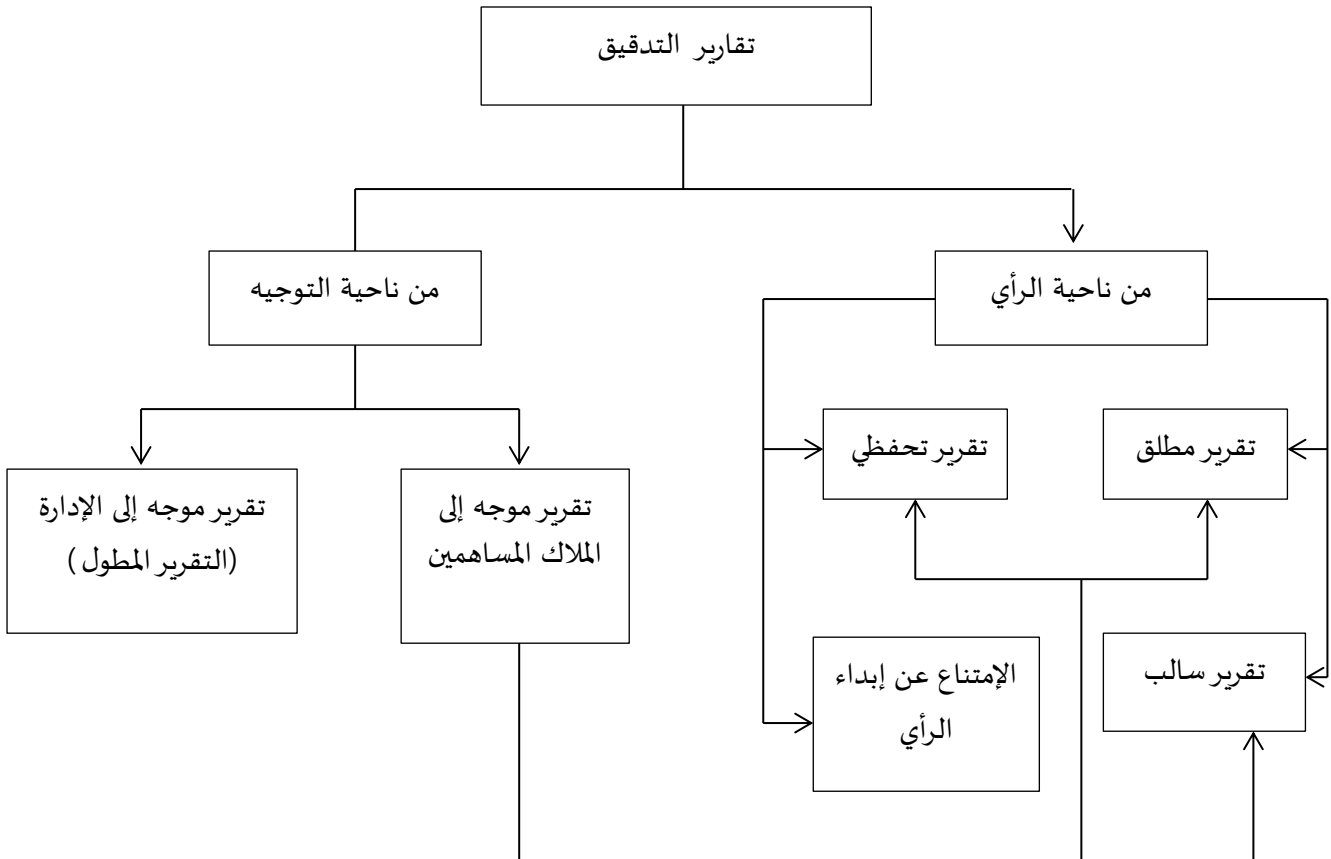 تقارير التدقيق
من ناحية الرأي
من ناحية التوجيه
تقرير مطلق
تقرير تحفظي
تقرير موجه إلى
الملاك المساهمين
تقرير موجه إلى الإدارة
(التقرير المطول)
تقرير سالب
الإمتناع عن إبداء
الرأي